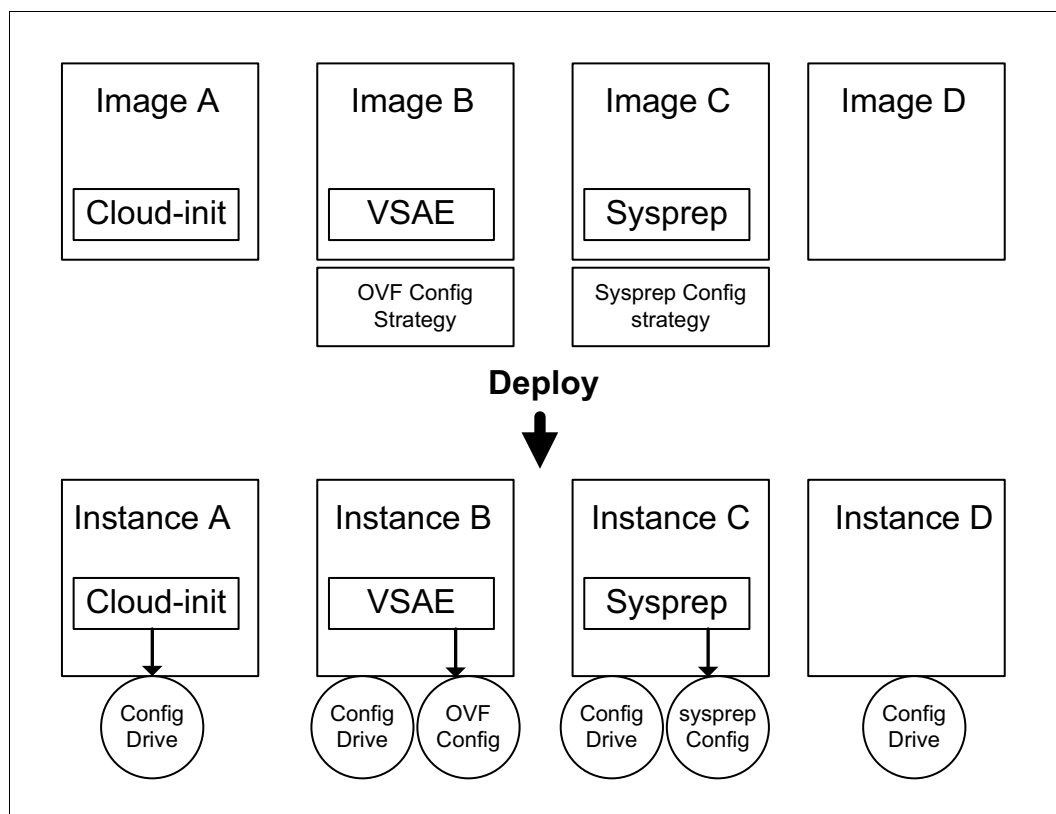 Image A
Image B
Image C
Image D
Cloud-init
VSAE
Sysprep
OVF Config
Strategy
Sysprep Config
strategy
Deploy
Instance A
Instance B
Instance C
Instance D
Cloud-init
VSAE
Sysprep
Config
Drive
Config
Drive
OVF
Config
Config
Drive
sysprep
Config
Config
Drive